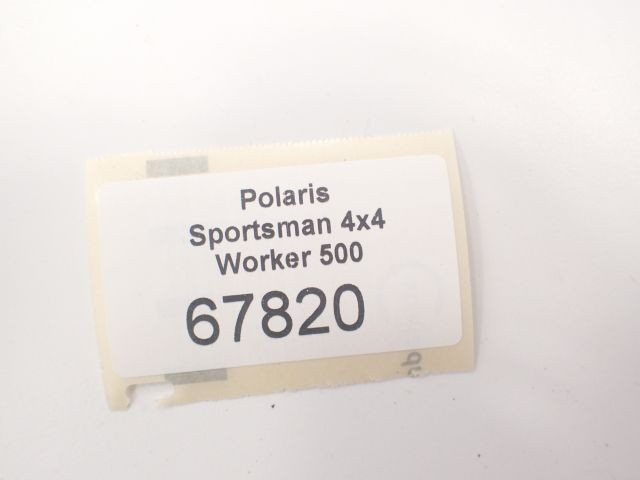 Polaris
Sportsman 4x4
Worker 500
67820